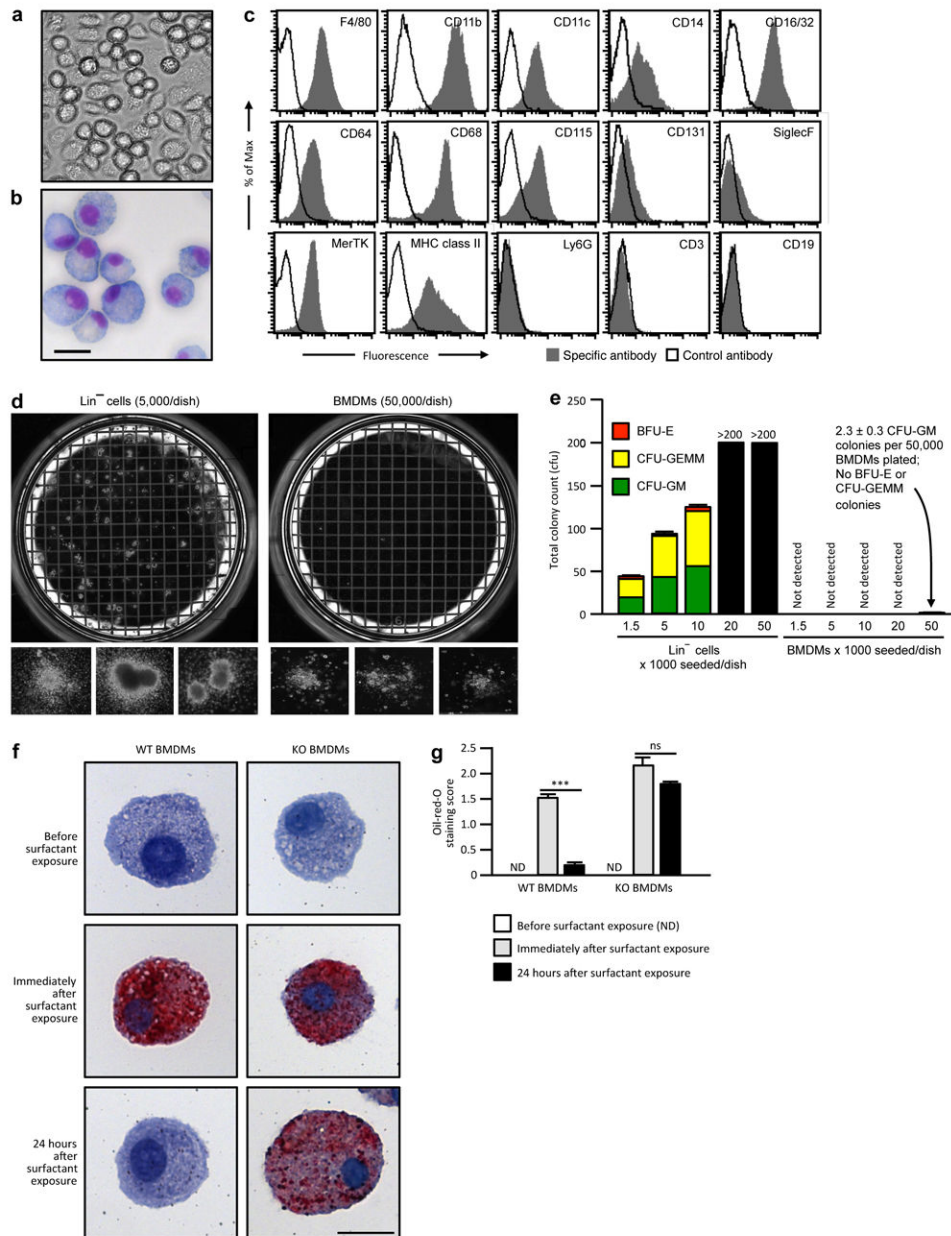 a
b
c
F4/80
CD11b
CD11c
CD14
CD16/32
CD64
CD68
CD115
CD131
SiglecF
MerTK
MHC class II
Ly6G
CD3
CD19
% of Max
Fluorescence
Specific antibody
Control antibody
d
Lin⁻ cells (5,000/dish)
BMDMs (50,000/dish)
e
Total colony count (cfu)
250
200
150
100
50
0
BFU-E
CFU-GEMM
CFU-GM
>200
>200
2.3 ± 0.3 CFU-GM
colonies per 50,000
BMDMs plated;
No BFU-E or
CFU-GEMM
colonies
Not detected
Not detected
Not detected
Not detected
1.5
5
10
20
50
1.5
5
10
20
50
Lin⁻ cells
x 1000 seeded/dish
BMDMs x 1000 seeded/dish
f
WT BMDMs
KO BMDMs
Before
surfactant
exposure
Immediately
after
surfactant
exposure
24 hours
after
surfactant
exposure
g
Oil-red-O
staining score
2.5
2.0
1.5
1.0
0.5
0
ND
***
ND
ns
WT BMDMs
KO BMDMs
Before surfactant exposure (ND)
Immediately after surfactant exposure
24 hours after surfactant exposure